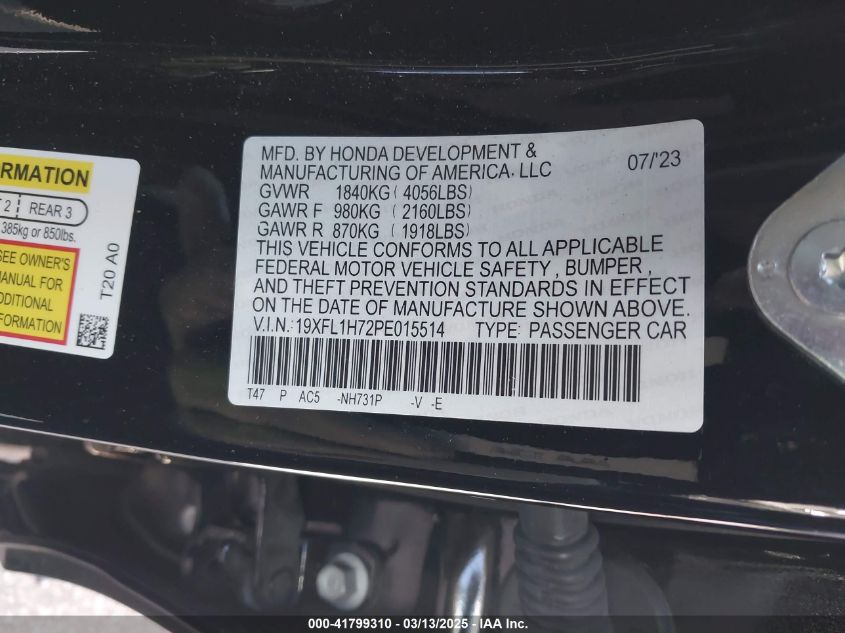 ORMATION
2 REAR 3
385kg or 850lbs.
SEE OWNER'S
MANUAL FOR
ADDITIONAL
INFORMATION
T20 A0
MFD. BY HONDA DEVELOPMENT & 07/'23
MANUFACTURING OF AMERICA, LLC
GVWR 1840KG ( 4056LBS)
GAWR F 980KG ( 2160LBS)
GAWR R 870KG ( 1918LBS)
THIS VEHICLE CONFORMS TO ALL APPLICABLE
FEDERAL MOTOR VEHICLE SAFETY, BUMPER,
AND THEFT PREVENTION STANDARDS IN EFFECT
ON THE DATE OF MANUFACTURE SHOWN ABOVE.
V.I.N.: 19XFL1H72PE015514 TYPE: PASSENGER CAR
T47 P AC5 -NH731P -V -E
000-41799310 — 03/13/2025 — IAA Inc.